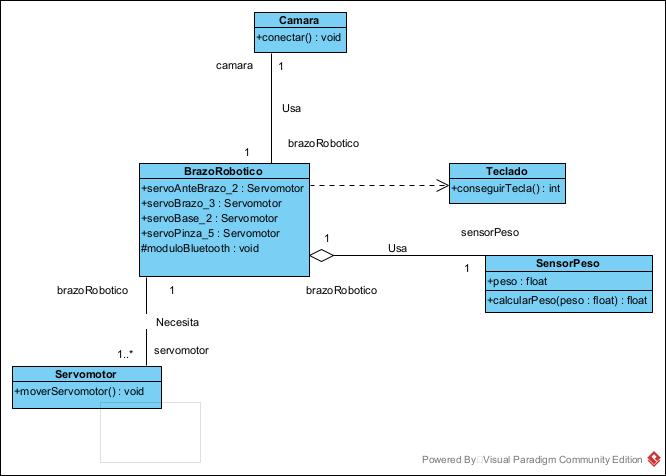 Camara
+conectar() : void
camara
1
Usa
brazoRobotico
1
BrazoRobotico
+servoAnteBrazo_2 : Servomotor
+servoBrazo_3 : Servomotor
+servoBase_2 : Servomotor
+servoPinza_5 : Servomotor
#moduloBluetooth : void
Teclado
+conseguirTecla() : int
1
Usa
sensorPeso
1
brazoRobotico
SensorPeso
+peso : float
+calcularPeso(peso : float) : float
brazoRobotico
1
Necesita
1..*
servomotor
Servomotor
+moverServomotor() : void
Powered By Visual Paradigm Community Edition